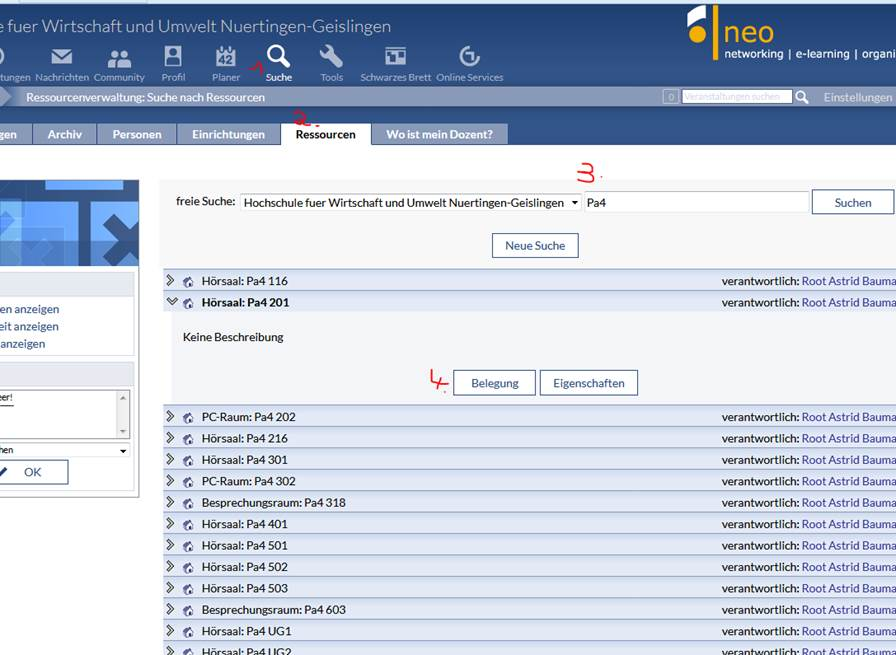 e fuer Wirtschaft und Umwelt Nuertingen-Geislingen
neo
networking | e-learning | organi
tungen Nachrichten Community Profil Planer Suche Tools Schwarzes Brett Online Services
42
1
Ressourcenverwaltung: Suche nach Ressourcen
0 Veranstaltungen suchen Einstellungen
2.
gen Archiv Personen Einrichtungen Ressourcen Wo ist mein Dozent?
3.
freie Suche: Hochschule fuer Wirtschaft und Umwelt Nuertingen-Geislingen Pa4 Suchen
Neue Suche
Hörsaal: Pa4 116 verantwortlich: Root Astrid Bauma
Hörsaal: Pa4 201 verantwortlich: Root Astrid Bauma
en anzeigen
eit anzeigen
anzeigen
Keine Beschreibung
4. Belegung Eigenschaften
eer!
hen
OK
PC-Raum: Pa4 202 verantwortlich: Root Astrid Bauma
Hörsaal: Pa4 216 verantwortlich: Root Astrid Bauma
Hörsaal: Pa4 301 verantwortlich: Root Astrid Bauma
PC-Raum: Pa4 302 verantwortlich: Root Astrid Bauma
Besprechungsraum: Pa4 318 verantwortlich: Root Astrid Bauma
Hörsaal: Pa4 401 verantwortlich: Root Astrid Bauma
Hörsaal: Pa4 501 verantwortlich: Root Astrid Bauma
Hörsaal: Pa4 502 verantwortlich: Root Astrid Bauma
Hörsaal: Pa4 503 verantwortlich: Root Astrid Bauma
Besprechungsraum: Pa4 603 verantwortlich: Root Astrid Bauma
Hörsaal: Pa4 UG1 verantwortlich: Root Astrid Bauma
Hörsaal: Pa4 UG2 verantwortlich: Root Astrid Bauma